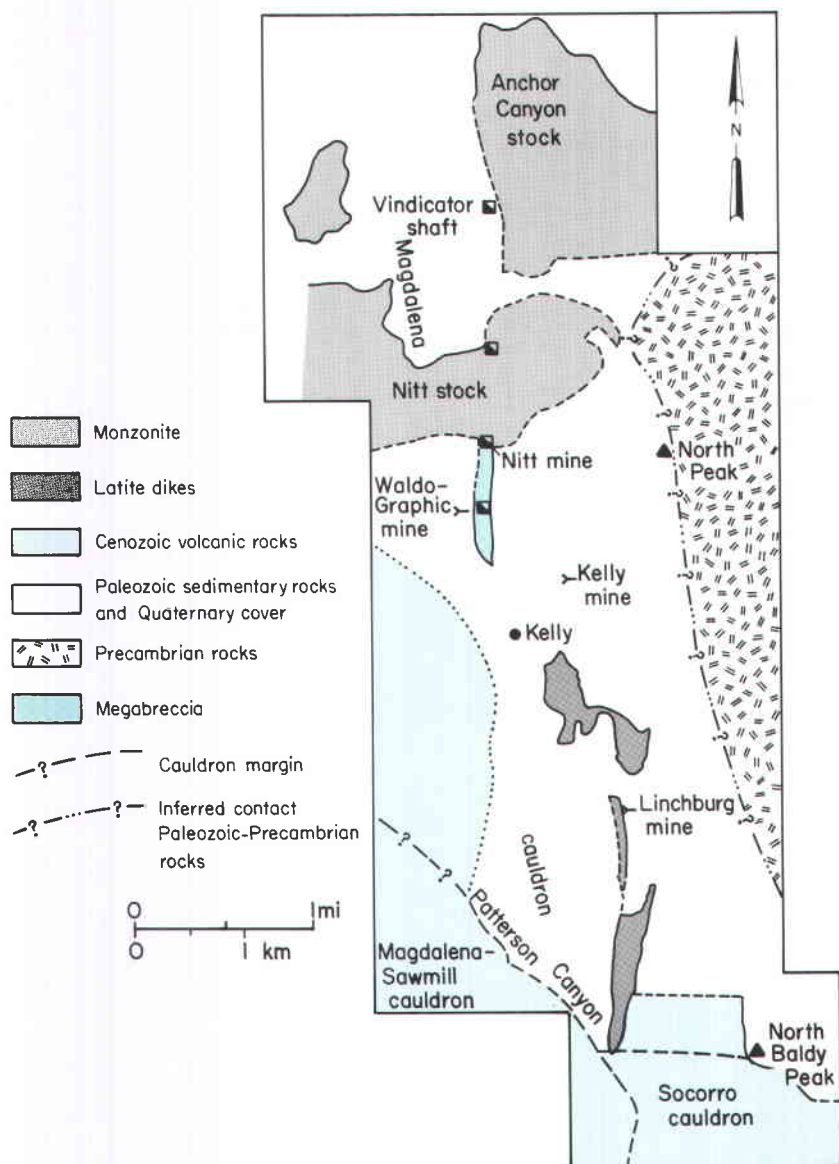 Anchor
Canyon
stock
N
Vindicator
shaft
Magdalena
?
?
Nitt stock
?
Nitt mine
North
Peak
Waldo-
Graphic
mine
?
Kelly
mine
Kelly
?
?
Linchburg
mine
?
cauldron
? ?
Patterson
Canyon
Magdalena-
Sawmill
cauldron
North
Baldy
Peak
Socorro
cauldron
Monzonite
Latite dikes
Cenozoic volcanic rocks
Paleozoic sedimentary rocks
and Quaternary cover
Precambrian rocks
Megabreccia
? Cauldron margin
? ? Inferred contact
Paleozoic-Precambrian
rocks
0 1mi
0 1 km